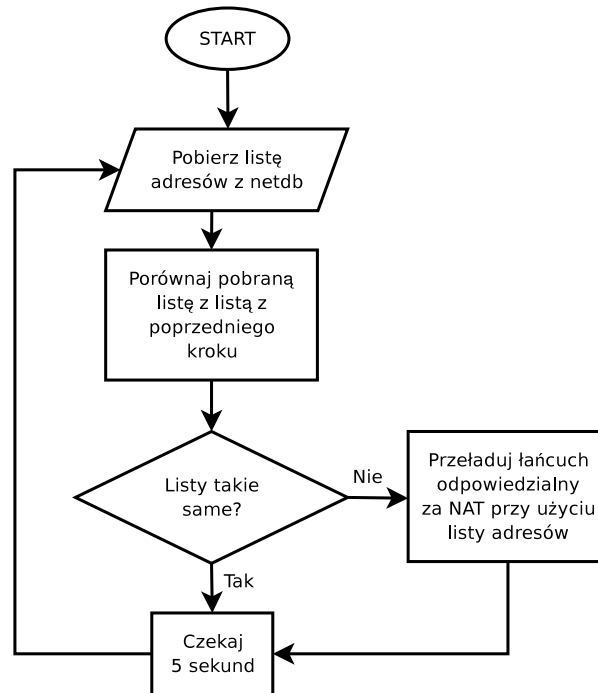 START
Pobierz listę
adresów z netdb
Porównaj pobraną
listę z listą z
poprzedniego
kroku
Listy takie
same?
Nie
Przeładuj łańcuch
odpowiedzialny
za NAT przy użyciu
listy adresów
Tak
Czekaj
5 sekund